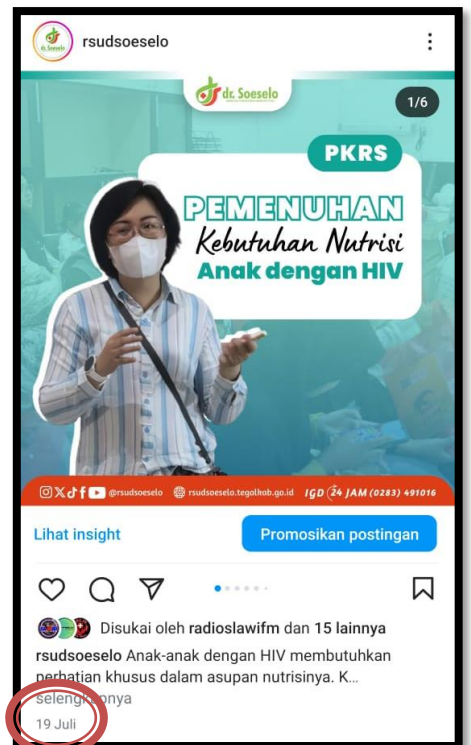 rsudsoeselo
dr. Soeselo
1/6
PKRS
PEMENUHAN
Kebutuhan Nutrisi
Anak dengan HIV
@rsudsoeselo rsudsoeselo.tegalkab.go.id IGD 24 JAM (0283) 491016
Lihat insight
Promosikan postingan
Disukai oleh radioslawifm dan 15 lainnya
rsudsoeselo Anak-anak dengan HIV membutuhkan
perhatian khusus dalam asupan nutrisinya. K...
selengkapnya
19 Juli